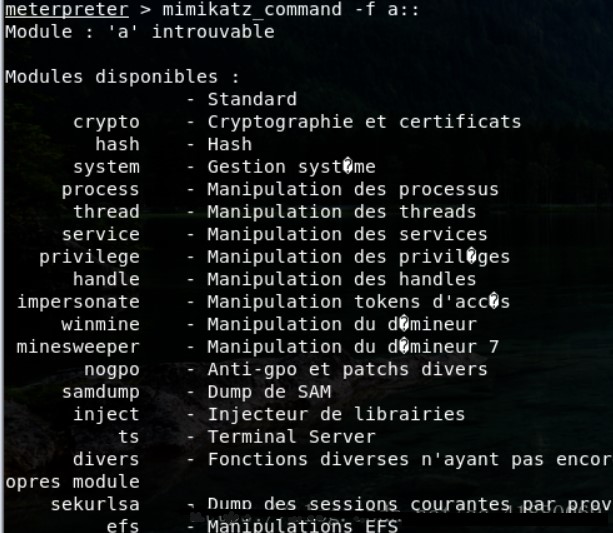 meterpreter > mimikatz_command -f a::
Module : 'a' introuvable
Modules disponibles :
- Standard
crypto - Cryptographie et certificats
hash - Hash
system - Gestion syst�me
process - Manipulation des processus
thread - Manipulation des threads
service - Manipulation des services
privilege - Manipulation des privil�ges
handle - Manipulation des handles
impersonate - Manipulation tokens d'acc�s
winmine - Manipulation du d�mineur
minesweeper - Manipulation du d�mineur 7
nogpo - Anti-gpo et patchs divers
samdump - Dump de SAM
inject - Injecteur de librairies
ts - Terminal Server
divers - Fonctions diverses n'ayant pas encor
opres module
sekurlsa - Dump des sessions courantes par prov
efs - Manipulations EFS